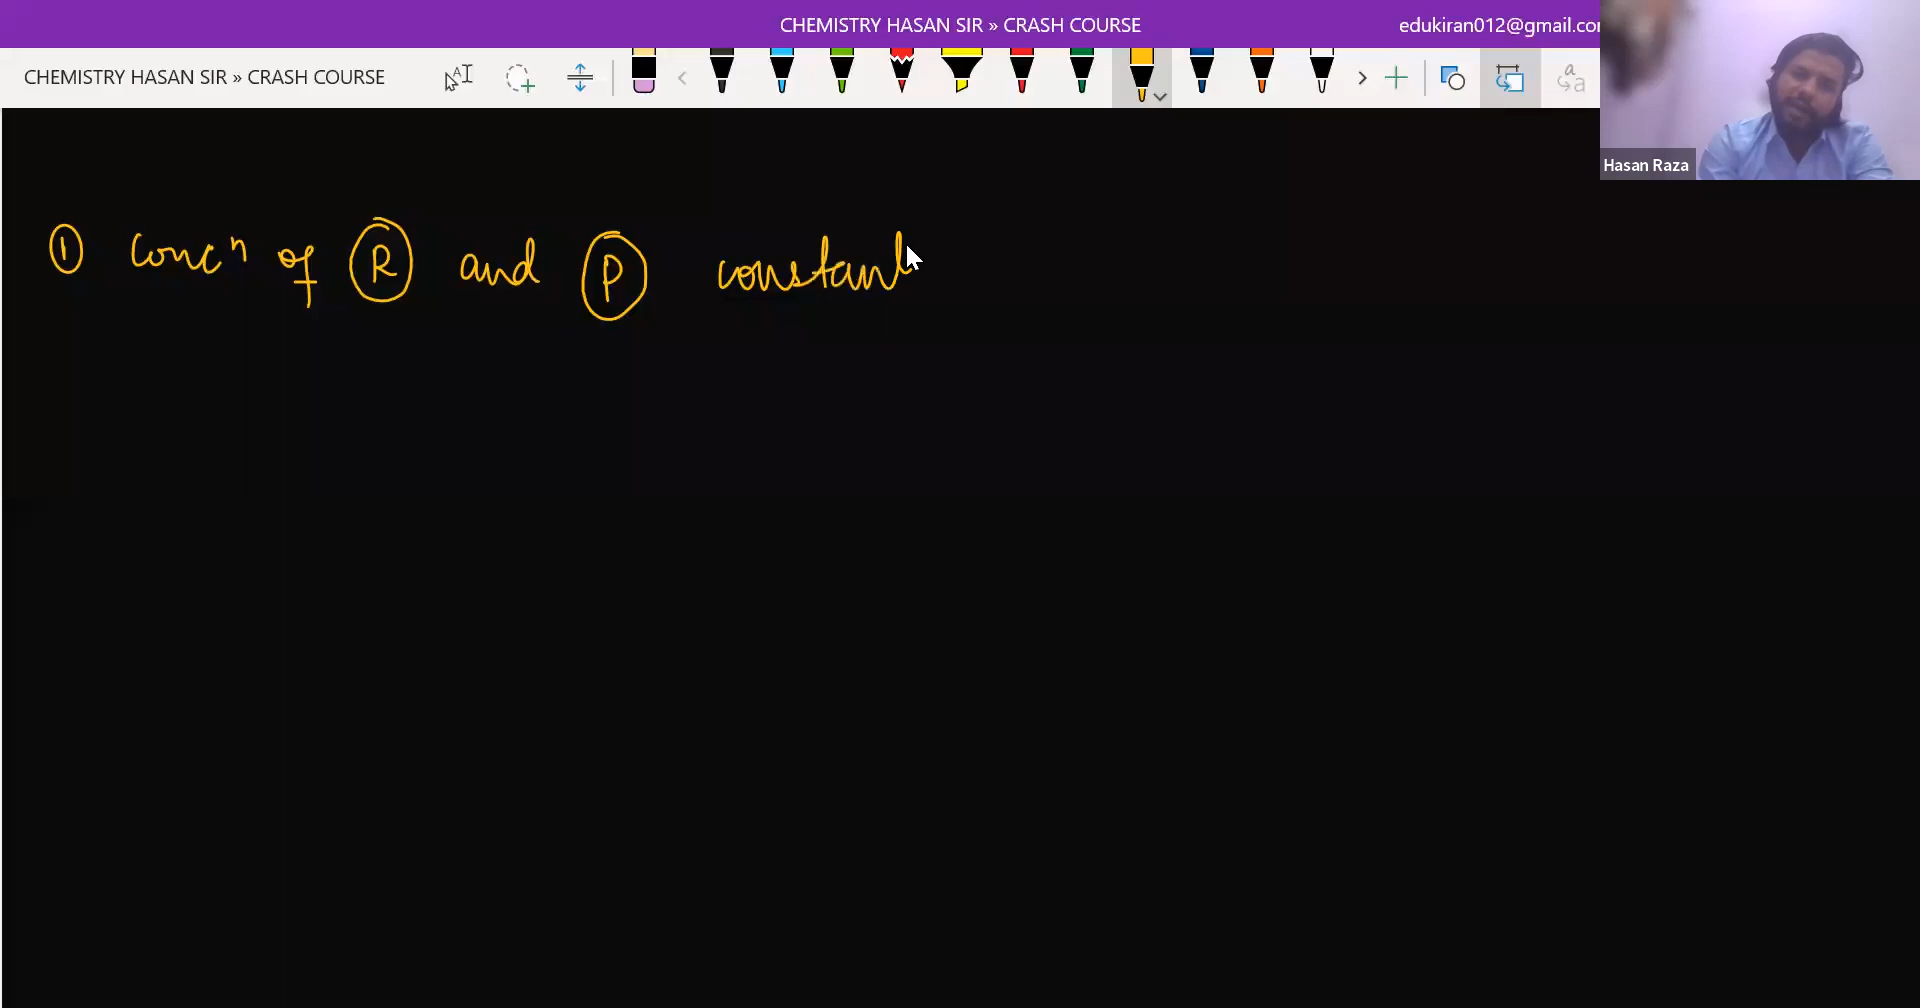 CHEMISTRY HASAN SIR » CRASH COURSE
edukiran012@gmail.co
CHEMISTRY HASAN SIR » CRASH COURSE
Hasan Raza
① concⁿ of Ⓡ and Ⓟ constant